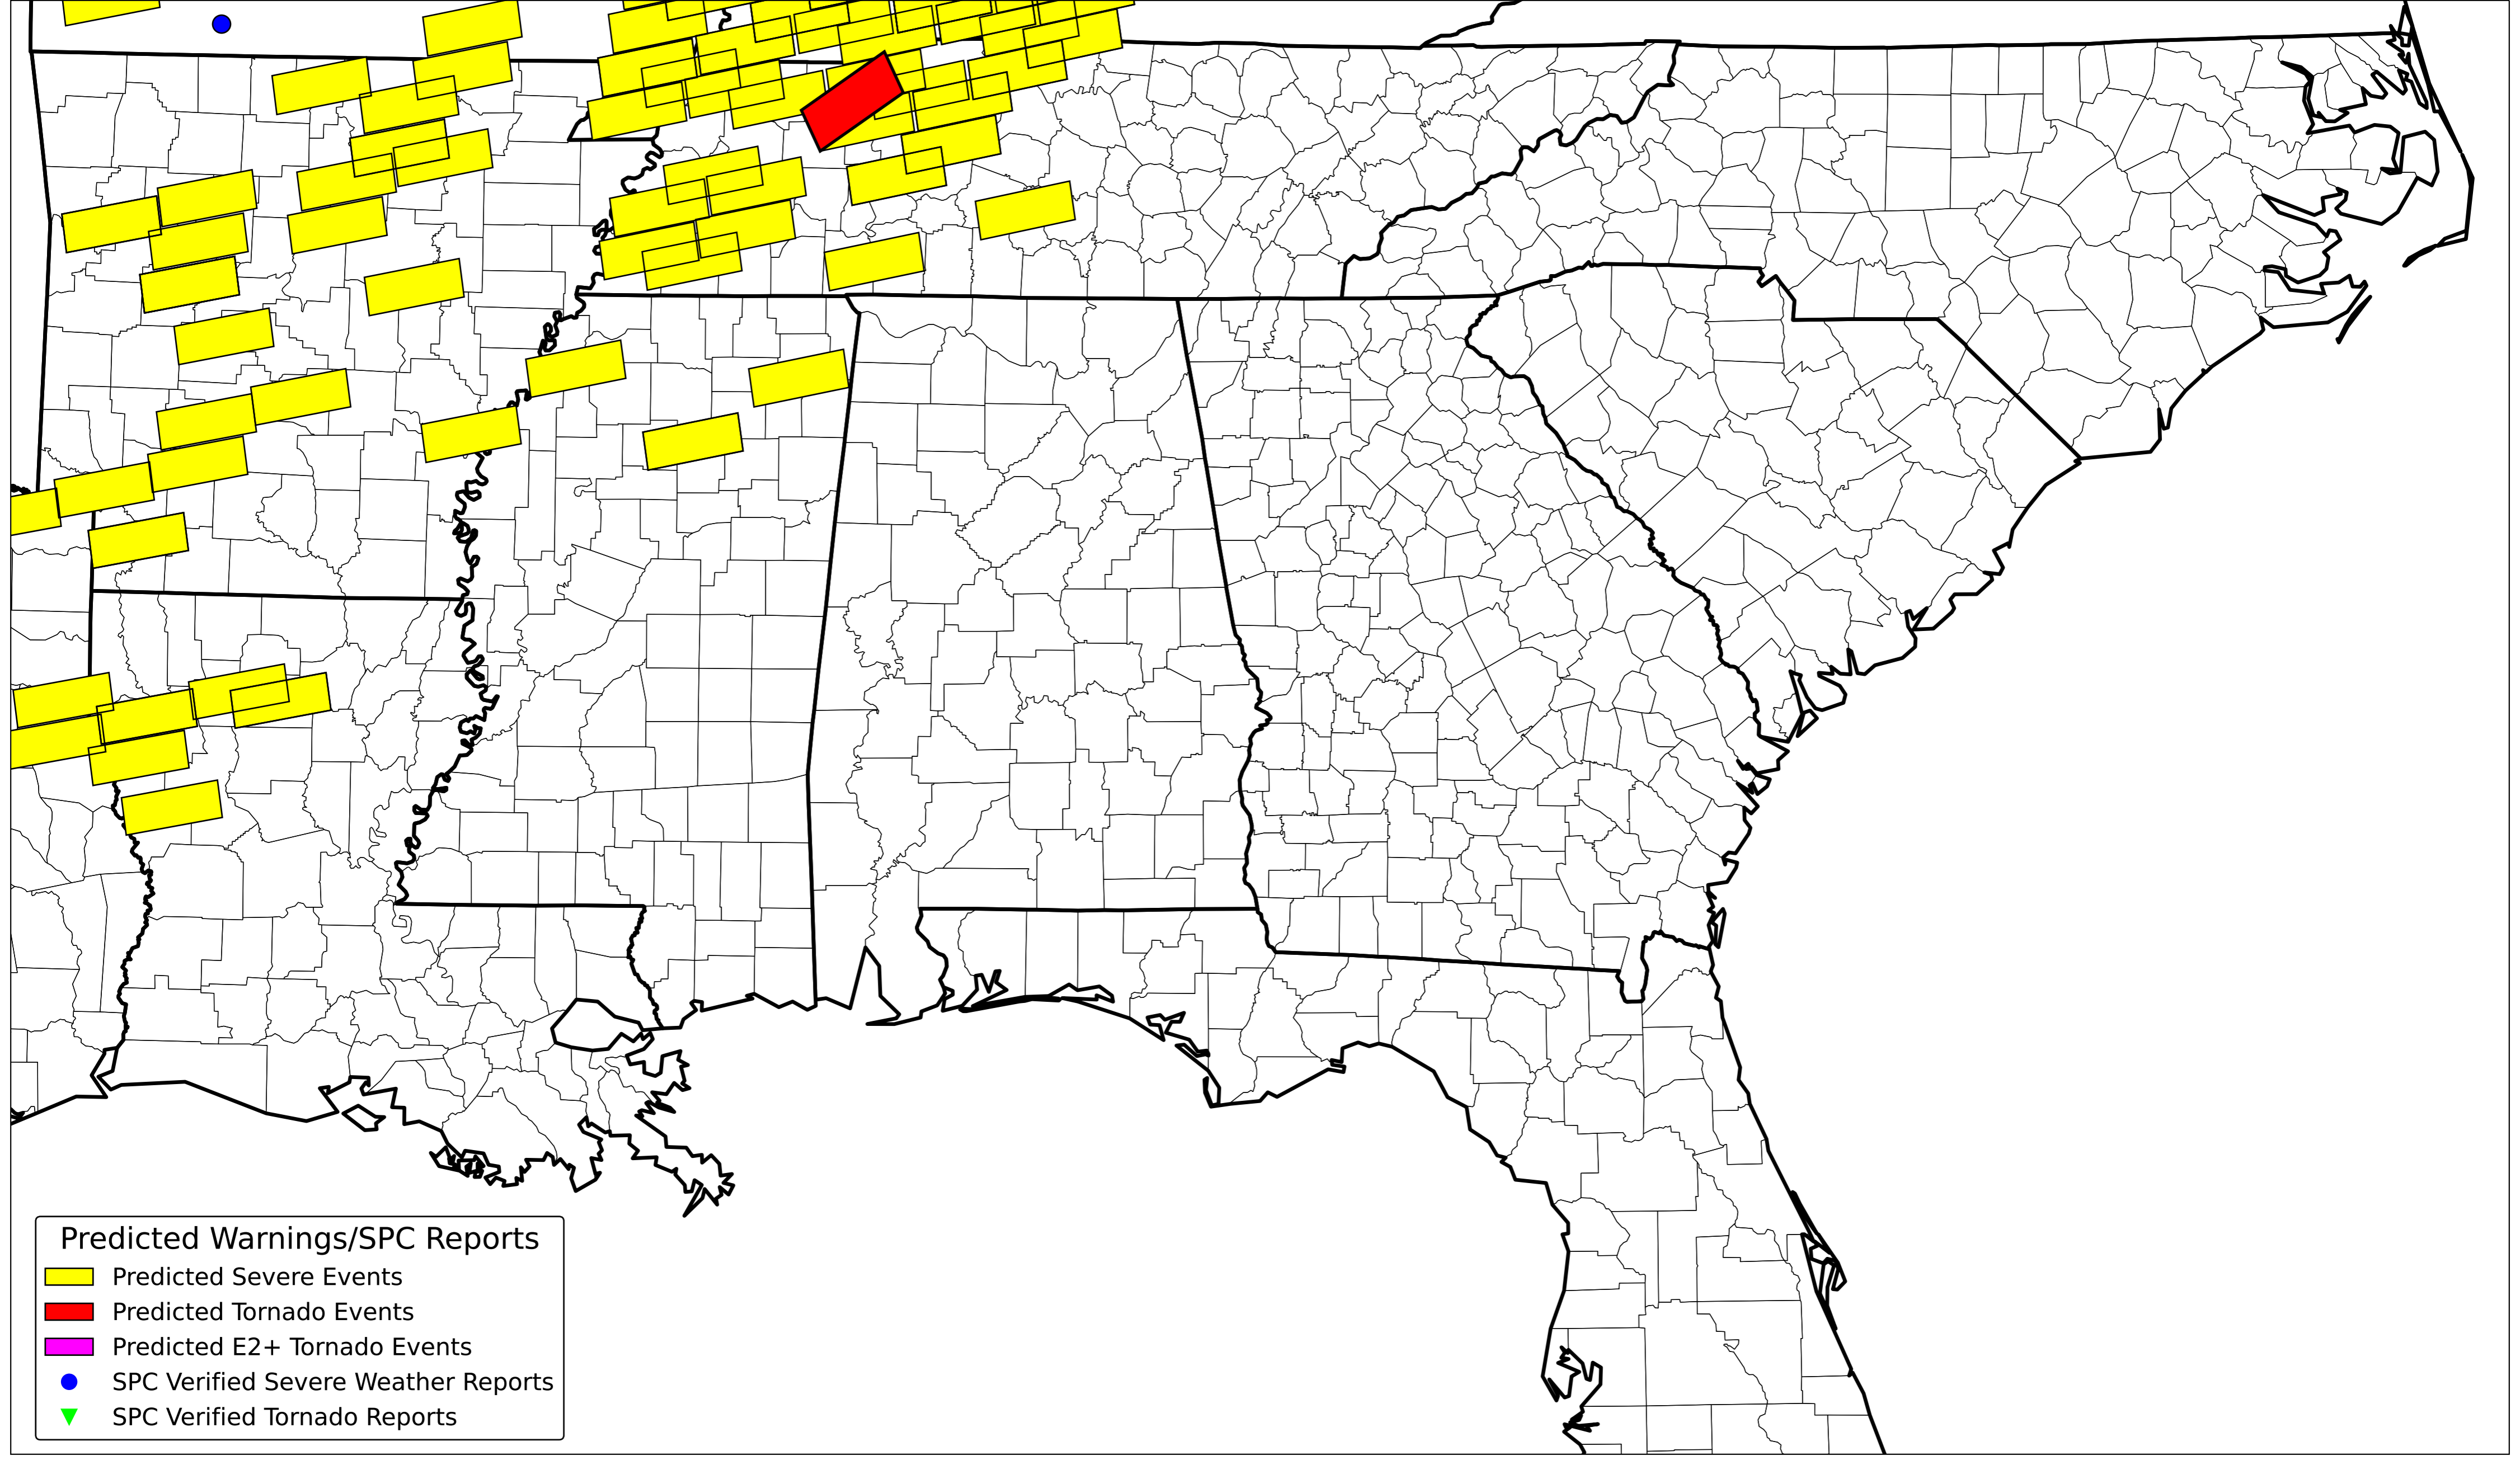 Predicted Warnings/SPC Reports
Predicted Severe Events
Predicted Tornado Events
Predicted E2+ Tornado Events
SPC Verified Severe Weather Reports
SPC Verified Tornado Reports